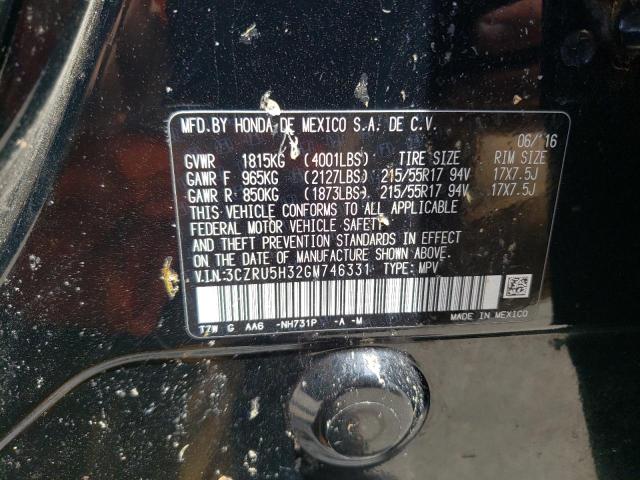 MFD.BY HONDA DE MEXICO S.A. DE C.V.
06/'16
GVWR 1815KG (4001LBS) TIRE SIZE RIM SIZE
GAWR F 965KG (2127LBS) 215/55R17 94V 17X7.5J
GAWR R 850KG (1873LBS) 215/55R17 94V 17X7.5J
THIS VEHICLE CONFORMS TO ALL APPLICABLE
FEDERAL MOTOR VEHICLE SAFETY
AND THEFT PREVENTION STANDARDS IN EFFECT
ON THE DATE OF MANUFACTURE SHOWN ABOVE.
V.I.N:3CZRU5H32GM746331 TYPE: MPV
T7W G AA6 -NH731P -A -M MADE IN MEXICO